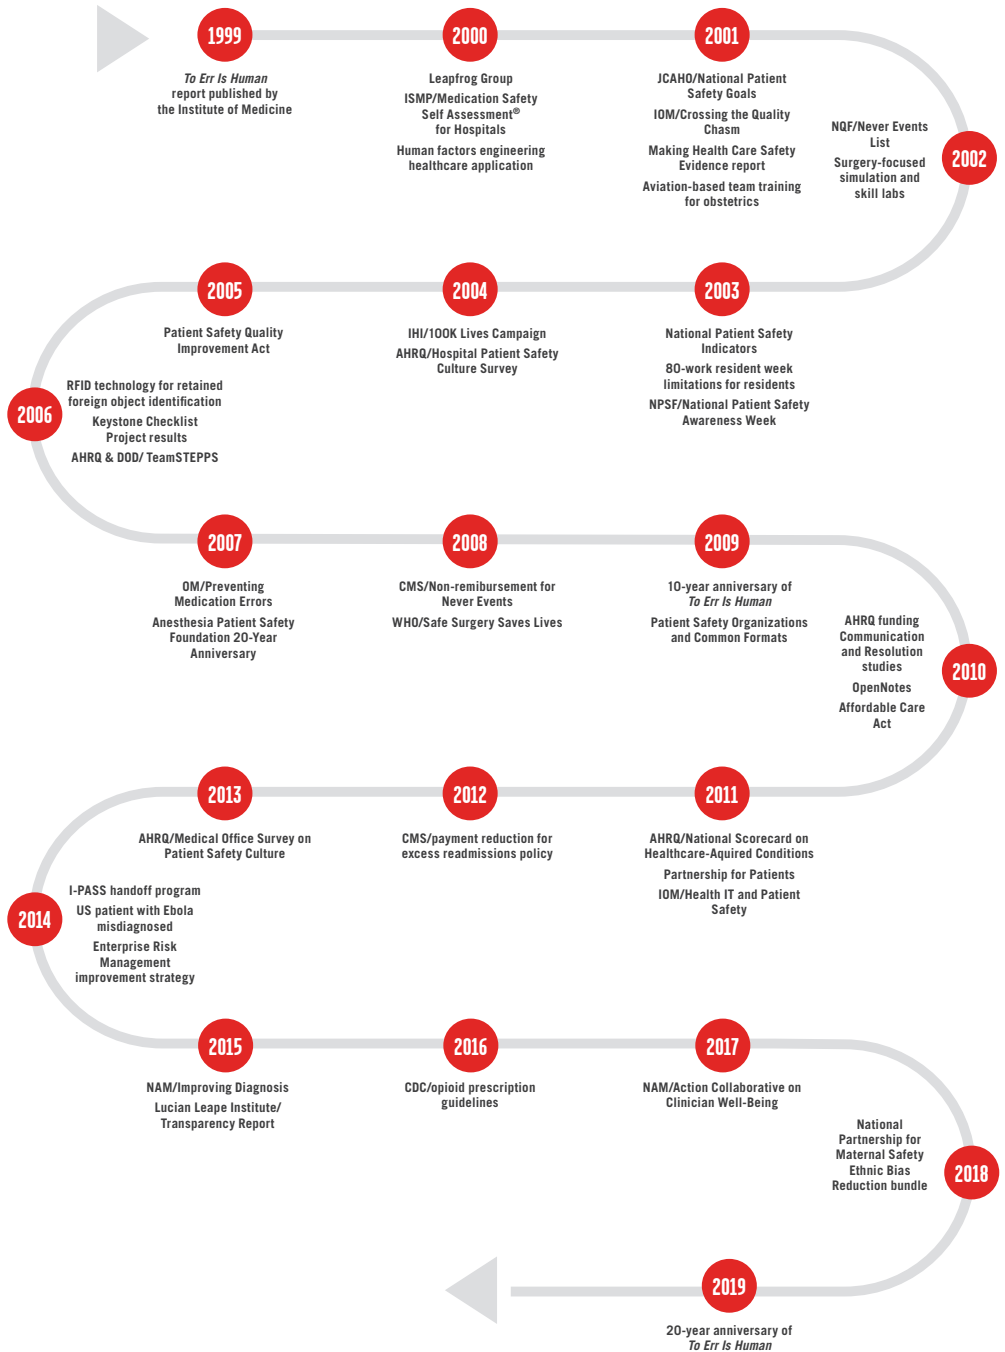 1999
To Err Is Human
report published by
the Institute of Medicine
2000
Leapfrog Group
ISMP/Medication Safety
Self Assessment®
for Hospitals
Human factors engineering
healthcare application
2001
JCAHO/National Patient
Safety Goals
IOM/Crossing the Quality
Chasm
Making Health Care Safety
Evidence report
Aviation-based team training
for obstetrics
2002
NQF/Never Events
List
Surgery-focused
simulation and
skill labs
2003
National Patient Safety
Indicators
80-work resident week
limitations for residents
NPSF/National Patient Safety
Awareness Week
2004
IHI/100K Lives Campaign
AHRQ/Hospital Patient Safety
Culture Survey
2005
Patient Safety Quality
Improvement Act
2006
RFID technology for retained
foreign object identification
Keystone Checklist
Project results
AHRQ & DOD/ TeamSTEPPS
2007
OM/Preventing
Medication Errors
Anesthesia Patient Safety
Foundation 20-Year
Anniversary
2008
CMS/Non-remibursement for
Never Events
WHO/Safe Surgery Saves Lives
2009
10-year anniversary of
To Err Is Human
Patient Safety Organizations
and Common Formats
2010
AHRQ funding
Communication
and Resolution
studies
OpenNotes
Affordable Care
Act
2011
AHRQ/National Scorecard on
Healthcare-Aquired Conditions
Partnership for Patients
IOM/Health IT and Patient
Safety
2012
CMS/payment reduction for
excess readmissions policy
2013
AHRQ/Medical Office Survey on
Patient Safety Culture
2014
I-PASS handoff program
US patient with Ebola
misdiagnosed
Enterprise Risk
Management
improvement strategy
2015
NAM/Improving Diagnosis
Lucian Leape Institute/
Transparency Report
2016
CDC/opioid prescription
guidelines
2017
NAM/Action Collaborative on
Clinician Well-Being
2018
National
Partnership for
Maternal Safety
Ethnic Bias
Reduction bundle
2019
20-year anniversary of
To Err Is Human